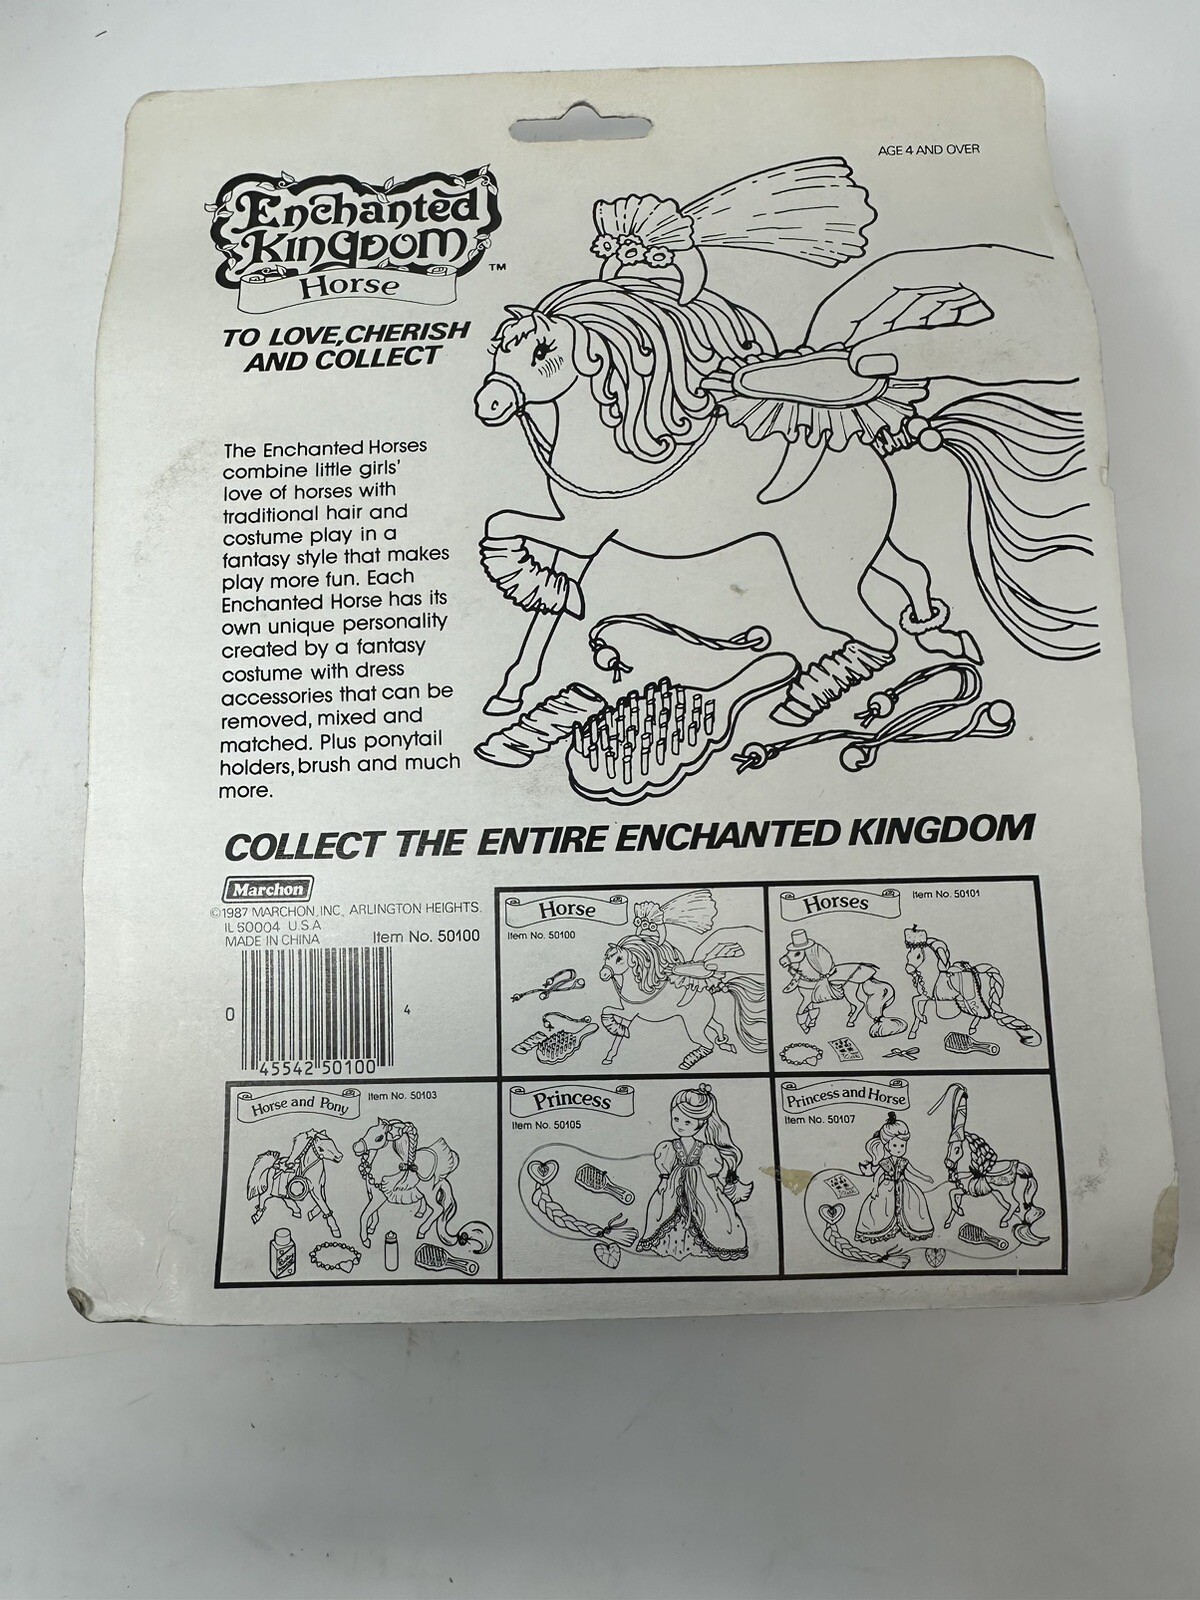 AGE 4 AND OVER
Enchanted
Kingdom
TM
Horse
TO LOVE, CHERISH
AND COLLECT
The Enchanted Horses
combine little girls'
love of horses with
traditional hair and
costume play in a
fantasy style that makes
play more fun. Each
Enchanted Horse has its
own unique personality
created by a fantasy
costume with dress
accessories that can be
removed, mixed and
matched. Plus ponytail
holders, brush and much
more.
COLLECT THE ENTIRE ENCHANTED KINGDOM
Marchon
©1987 MARCHON, INC., ARLINGTON HEIGHTS.
IL 50004 U.S.A.
MADE IN CHINA
Item No. 50100
0 45542 50100 4
Horse
Item No. 50100
Horses
Item No. 50101
Horse and Pony
Item No. 50103
Princess
Item No. 50105
Princess and Horse
Item No. 50107